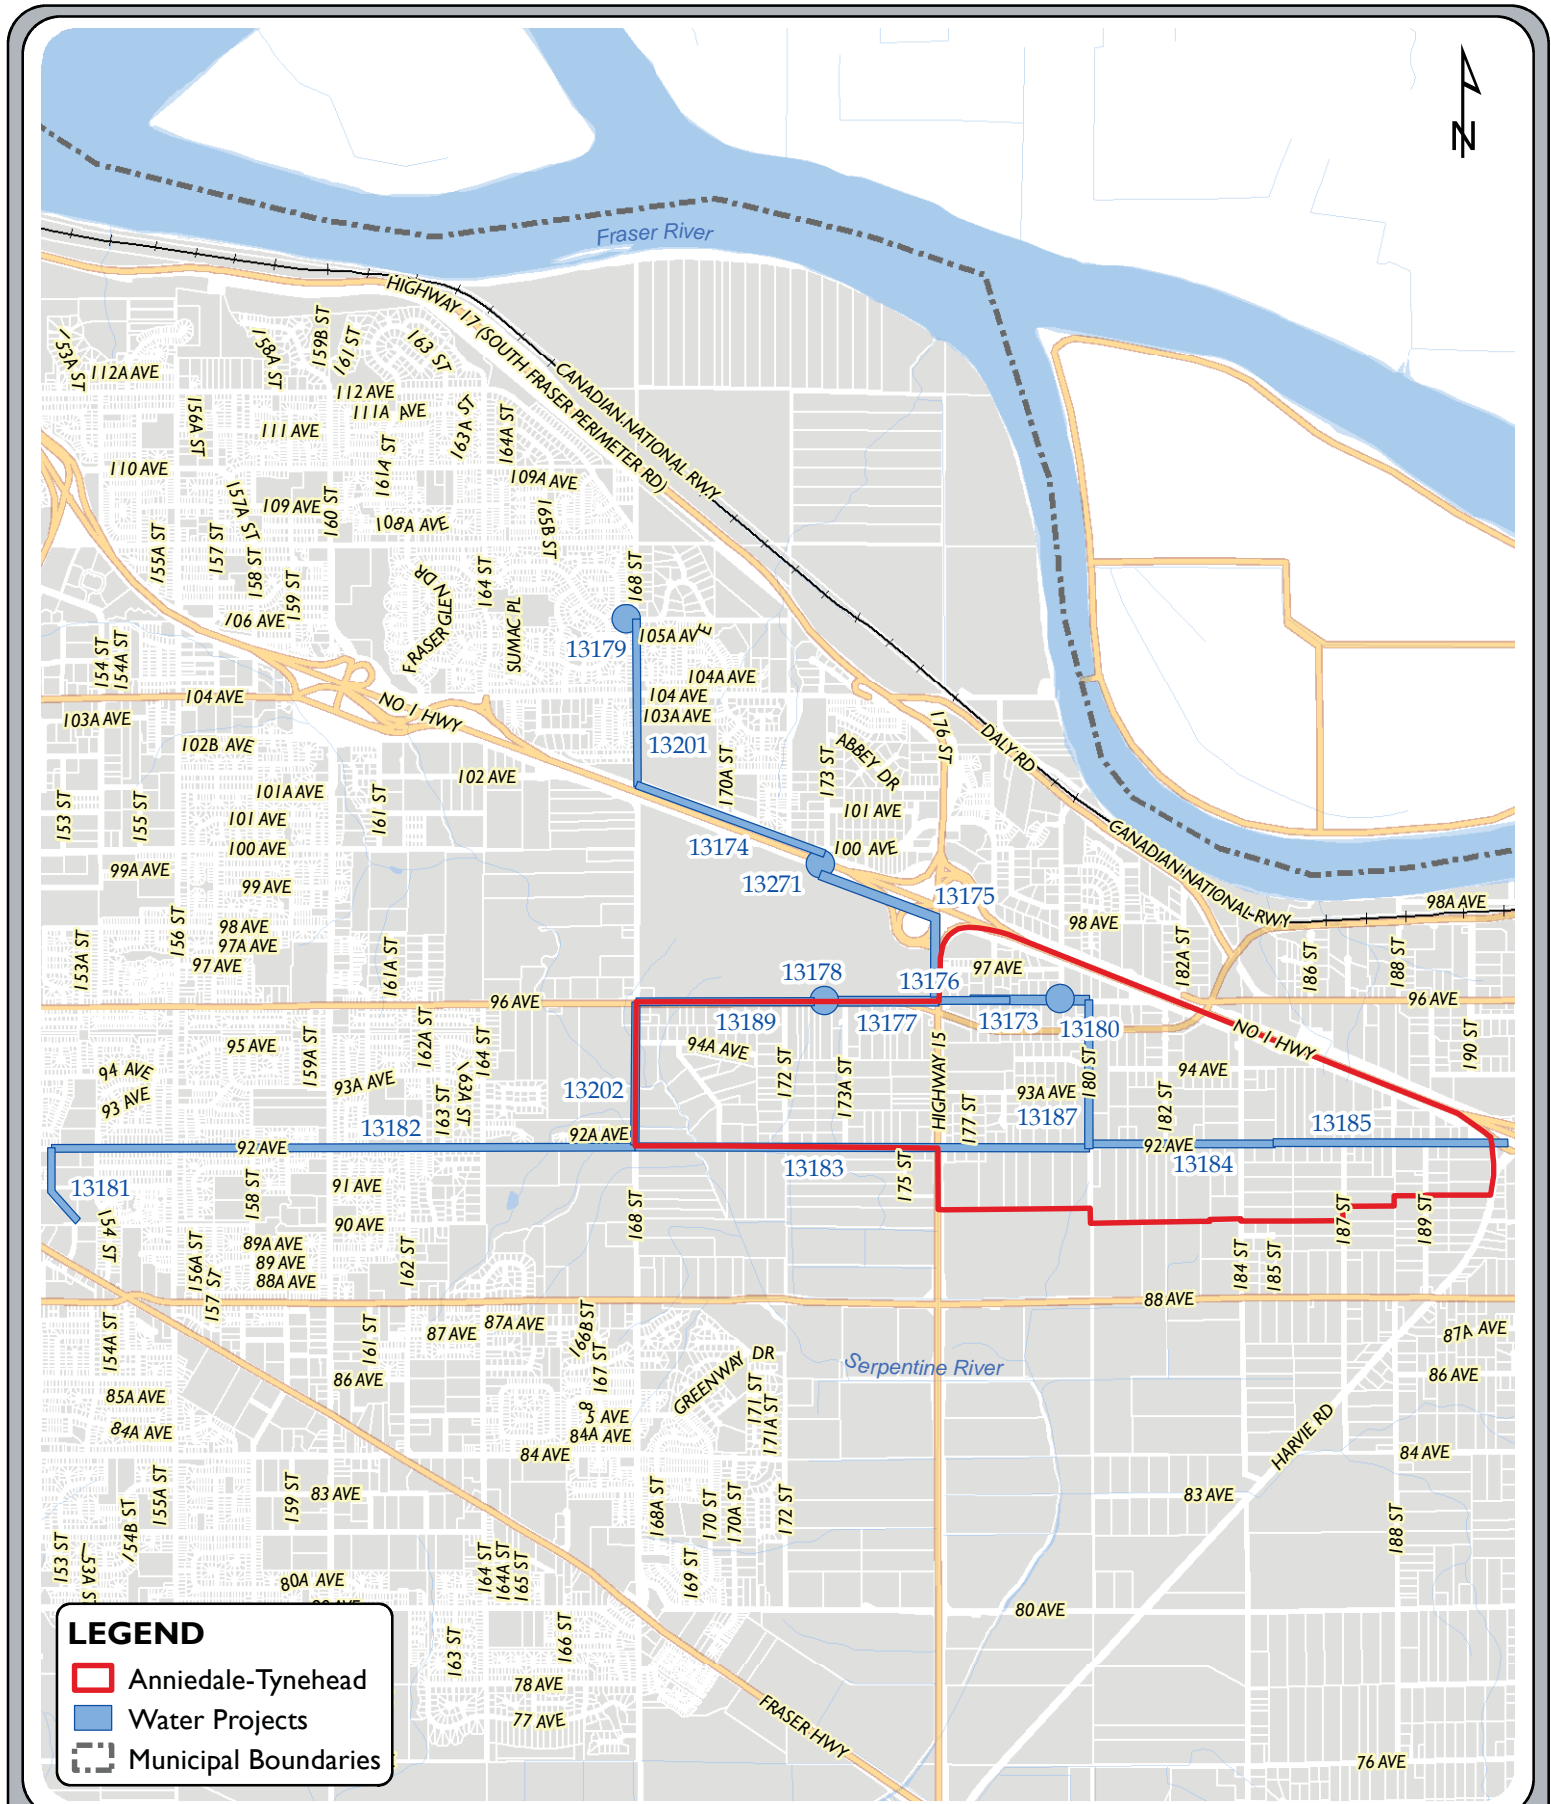 N
Fraser River
HIGHWAY 17 (SOUTH FRASER PERIMETER RD)
CANADIAN NATIONAL RWY
159B ST
161 ST
158A ST
163 ST
112A AVE
112 AVE
111A AVE
156A ST
111 AVE
163A ST
164A ST
161A ST
110 AVE
109A AVE
157A ST
109 AVE
160 ST
108A AVE
165B ST
155A ST
157 ST
158 ST
159 ST
164 ST
168 ST
FRASER GLEN DR
SUMAC PL
106 AVE
13179
154 ST
154A ST
104A AVE
104 AVE
104 AVE
103A AVE
103A AVE
NO 1 HWY
176 ST
DALY RD
102B AVE
13201
ABBEY DR
170A ST
173 ST
102 AVE
101A AVE
153 ST
155 ST
161 ST
101 AVE
101 AVE
100 AVE
13174
100 AVE
CANADIAN NATIONAL RWY
99A AVE
99 AVE
13271
13175
98A AVE
98 AVE
98 AVE
156 ST
97A AVE
97 AVE
153A ST
161A ST
182A ST
186 ST
188 ST
13178
97 AVE
13176
96 AVE
96 AVE
13189
13177
13173
13180
NO 1 HWY
162A ST
164 ST
159A ST
95 AVE
94A AVE
HIGHWAY 15
190 ST
94 AVE
93A AVE
172 ST
173A ST
180 ST
94 AVE
93 AVE
163 ST
13202
93A AVE
182 ST
177 ST
13187
13185
13182
92A AVE
92 AVE
92 AVE
13183
13184
13181
91 AVE
158 ST
175 ST
168 ST
90 AVE
154 ST
187 ST
189 ST
89A AVE
89 AVE
88A AVE
156A ST
157 ST
162 ST
184 ST
185 ST
88 AVE
154A ST
161 ST
87 AVE
87A AVE
166B ST
167 ST
87A AVE
GREENWAY DR
Serpentine River
86 AVE
86 AVE
85A AVE
171 ST
171A ST
84A AVE
85 AVE
84A AVE
84 AVE
HARVIE RD
84 AVE
155A ST
159 ST
83 AVE
168A ST
170 ST
170A ST
172 ST
83 AVE
154B ST
188 ST
153 ST
164 ST
164A ST
165 ST
169 ST
80A AVE
80 AVE
163 ST
166 ST
78 AVE
77 AVE
FRASER HWY
76 AVE
LEGEND
Anniedale-Tynehead
Water Projects
Municipal Boundaries